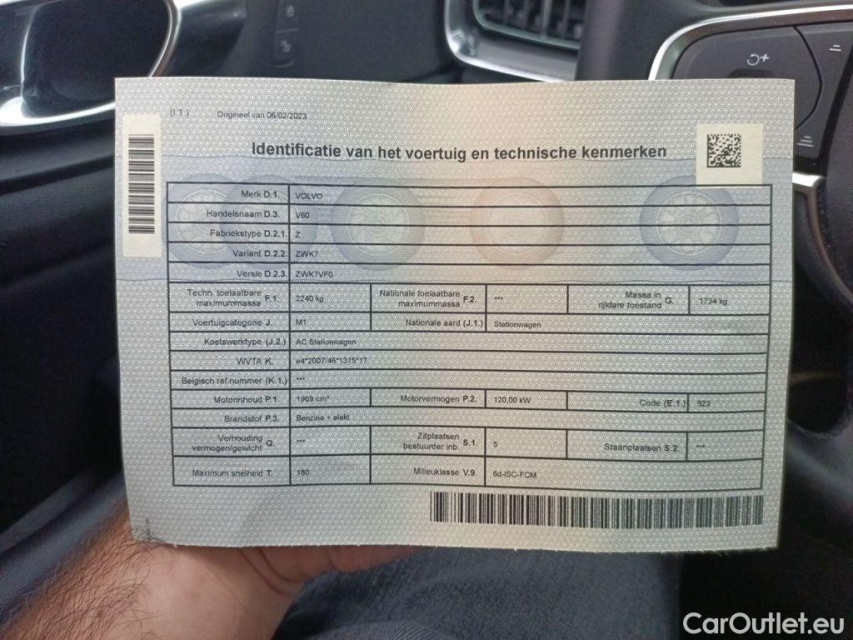 (I.1.) Origineel van 06/02/2023
Identificatie van het voertuig en technische kenmerken
Merk D.1. VOLVO
Handelsnaam D.3. V60
Fabriekstype D.2.1. Z
Variant D.2.2. ZWK7
Versie D.2.3. ZWK7VF0
Techn. toelaatbare maximummassa F.1. 2240 kg Nationale toelaatbare maximummassa F.2. --- Massa in rijklare toestand G. 1734 kg
Voertuigcategorie J. M1 Nationale aard (J.1.) Stationwagen
Koetswerktype (J.2.) AC Stationwagen
WVTA K. e4*2007/46*1315*17
Belgisch ref.nummer (K.1.) ---
Motorinhoud P.1. 1969 cm³ Motorvermogen P.2. 120,00 kW Code (E.1.) 523
Brandstof P.3. Benzine + elekt
Verhouding vermogen/gewicht Q. --- Zitplaatsen bestuurder inb. S.1. 5 Staanplaatsen S.2. ---
Maximum snelheid T. 180 Milieuklasse V.9. 6d-ISC-FCM
CarOutlet.eu